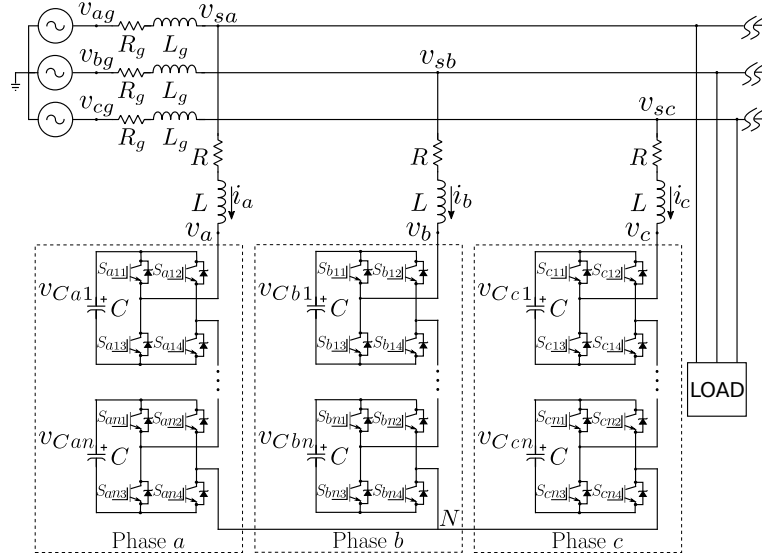 v_ag
v_sa
R_g
L_g
v_bg
v_sb
R_g
L_g
v_cg
v_sc
R_g
L_g
R
R
R
L
i_a
L
i_b
L
i_c
v_a
v_b
v_c
S_a11
S_a12
S_b11
S_b12
S_c11
S_c12
v_Ca1
+
C
v_Cb1
+
C
v_Cc1
+
C
S_a13
S_a14
S_b13
S_b14
S_c13
S_c14
LOAD
S_an1
S_an2
S_bn1
S_bn2
S_cn1
S_cn2
v_Can
+
C
v_Cbn
+
C
v_Ccn
+
C
S_an3
S_an4
S_bn3
S_bn4
S_cn3
S_cn4
N
Phase a
Phase b
Phase c